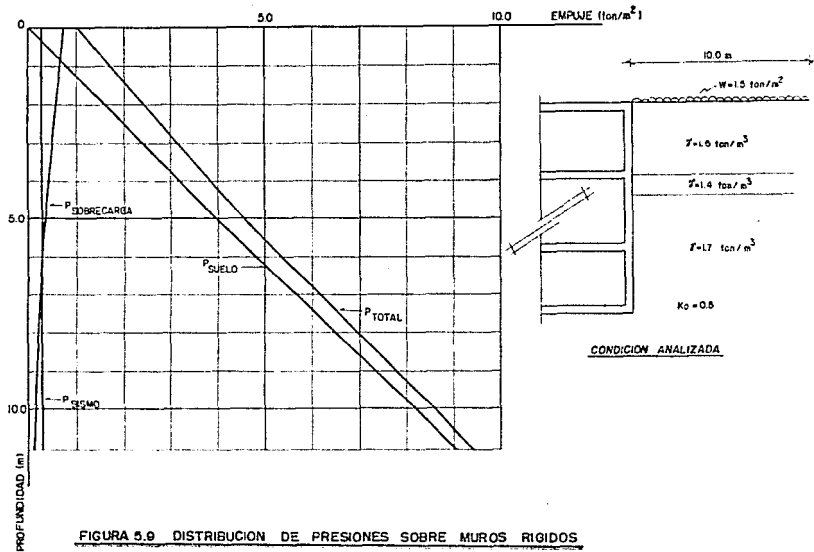 0
5.0
10.0
EMPUJE (ton/m²)
10.0 m
W=1.5 ton/m²
γ=1.6 ton/m³
γ=1.4 ton/m³
P SOBRECARGA
5.0
γ=1.7 ton/m³
P SUELO
P TOTAL
Ko = 0.5
CONDICION ANALIZADA
P SISMO
10.0
PROFUNDIDAD (m)
FIGURA 5.9 DISTRIBUCION DE PRESIONES SOBRE MUROS RIGIDOS